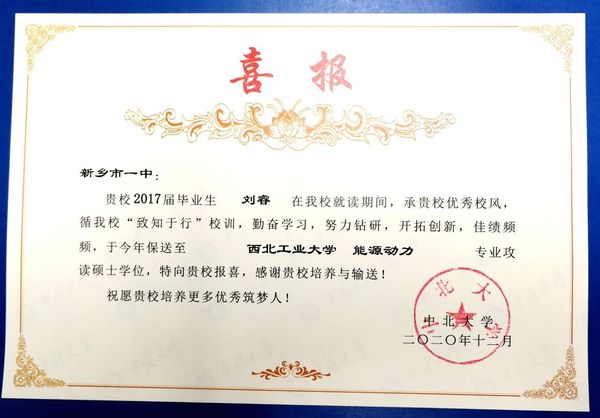 喜报
新乡市一中：
贵校2017届毕业生 刘睿 在我校就读期间，承贵校优秀校风，
循我校“致知于行”校训，勤奋学习，努力钻研，开拓创新，佳绩频
频，于今年保送至 西北工业大学 能源动力 专业攻
读硕士学位，特向贵校报喜，感谢贵校培养与输送！
祝愿贵校培养更多优秀筑梦人！
中北大学
中北大学
二〇二〇年十二月